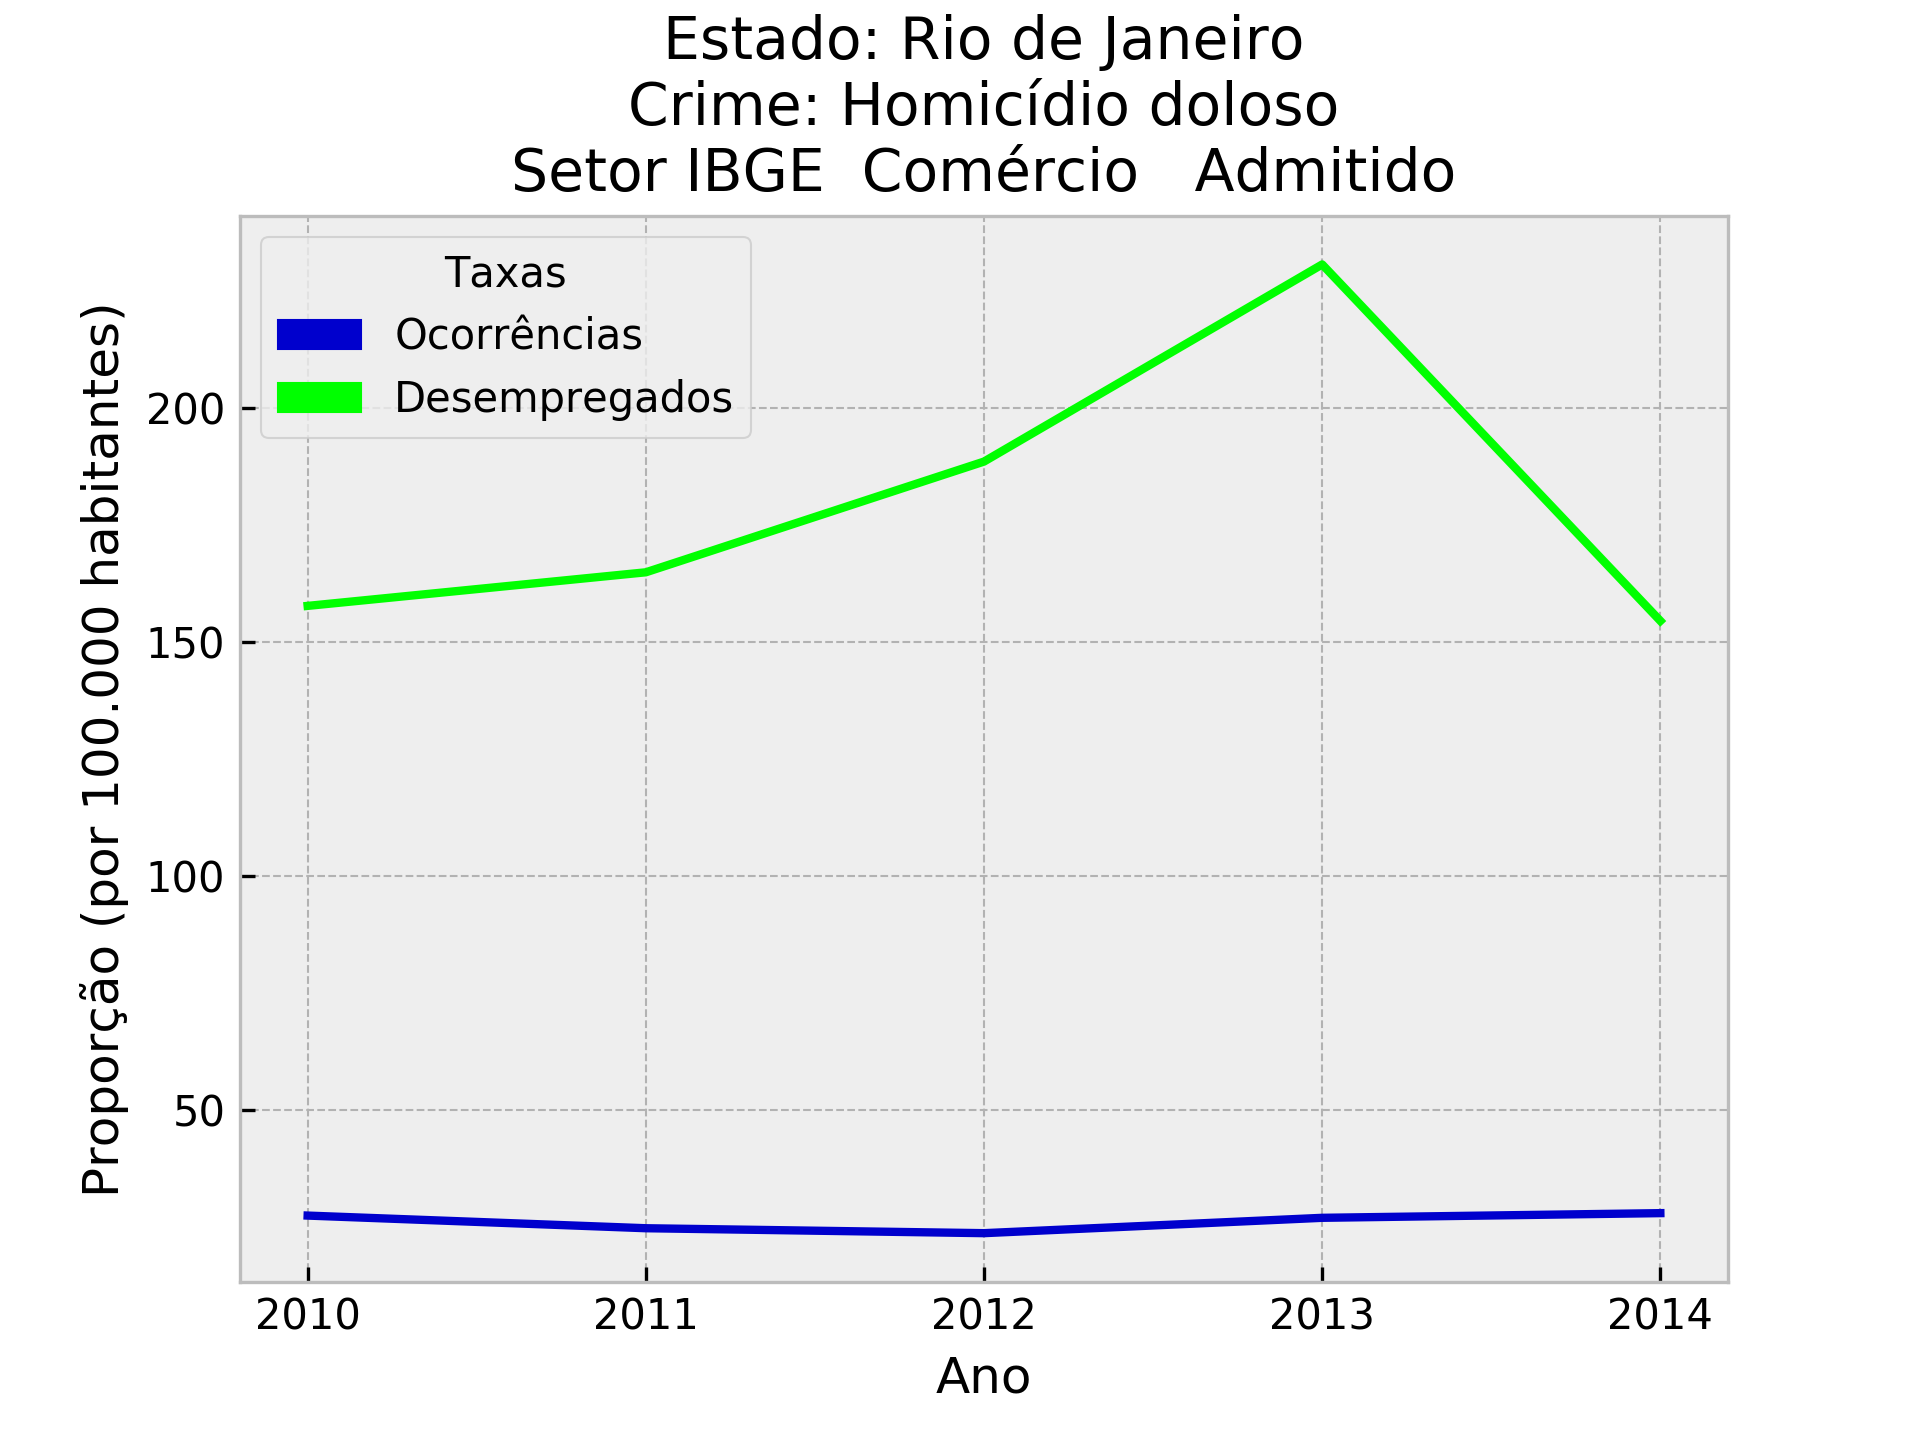 Estado: Rio de Janeiro
Crime: Homicídio doloso
Setor IBGE  Comércio   Admitido
Taxas
Ocorrências
Desempregados
Proporção (por 100.000 habitantes)
200
150
100
50
2010
2011
2012
2013
2014
Ano